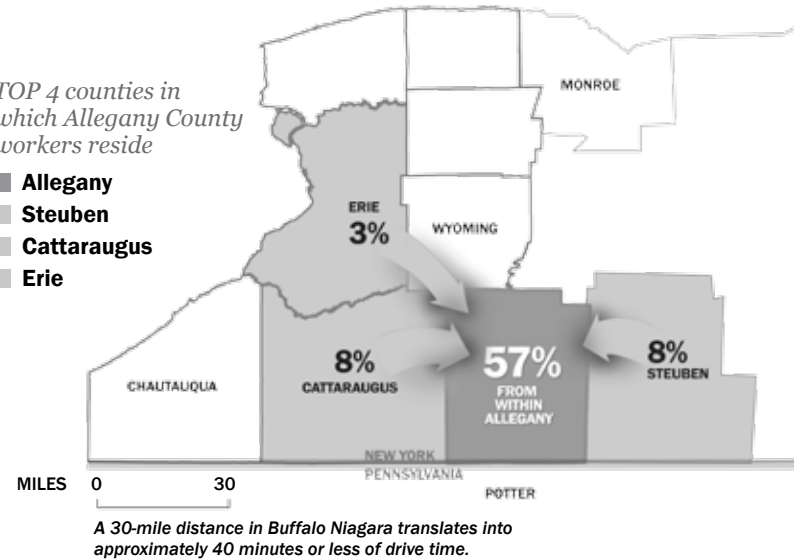 TOP 4 counties in
which Allegany County
workers reside
Allegany
Steuben
Cattaraugus
Erie
MONROE
ERIE
3%
WYOMING
8%
CATTARAUGUS
57%
FROM
WITHIN
ALLEGANY
8%
STEUBEN
CHAUTAUQUA
NEW YORK
PENNSYLVANIA
POTTER
MILES 0 30
A 30-mile distance in Buffalo Niagara translates into
approximately 40 minutes or less of drive time.